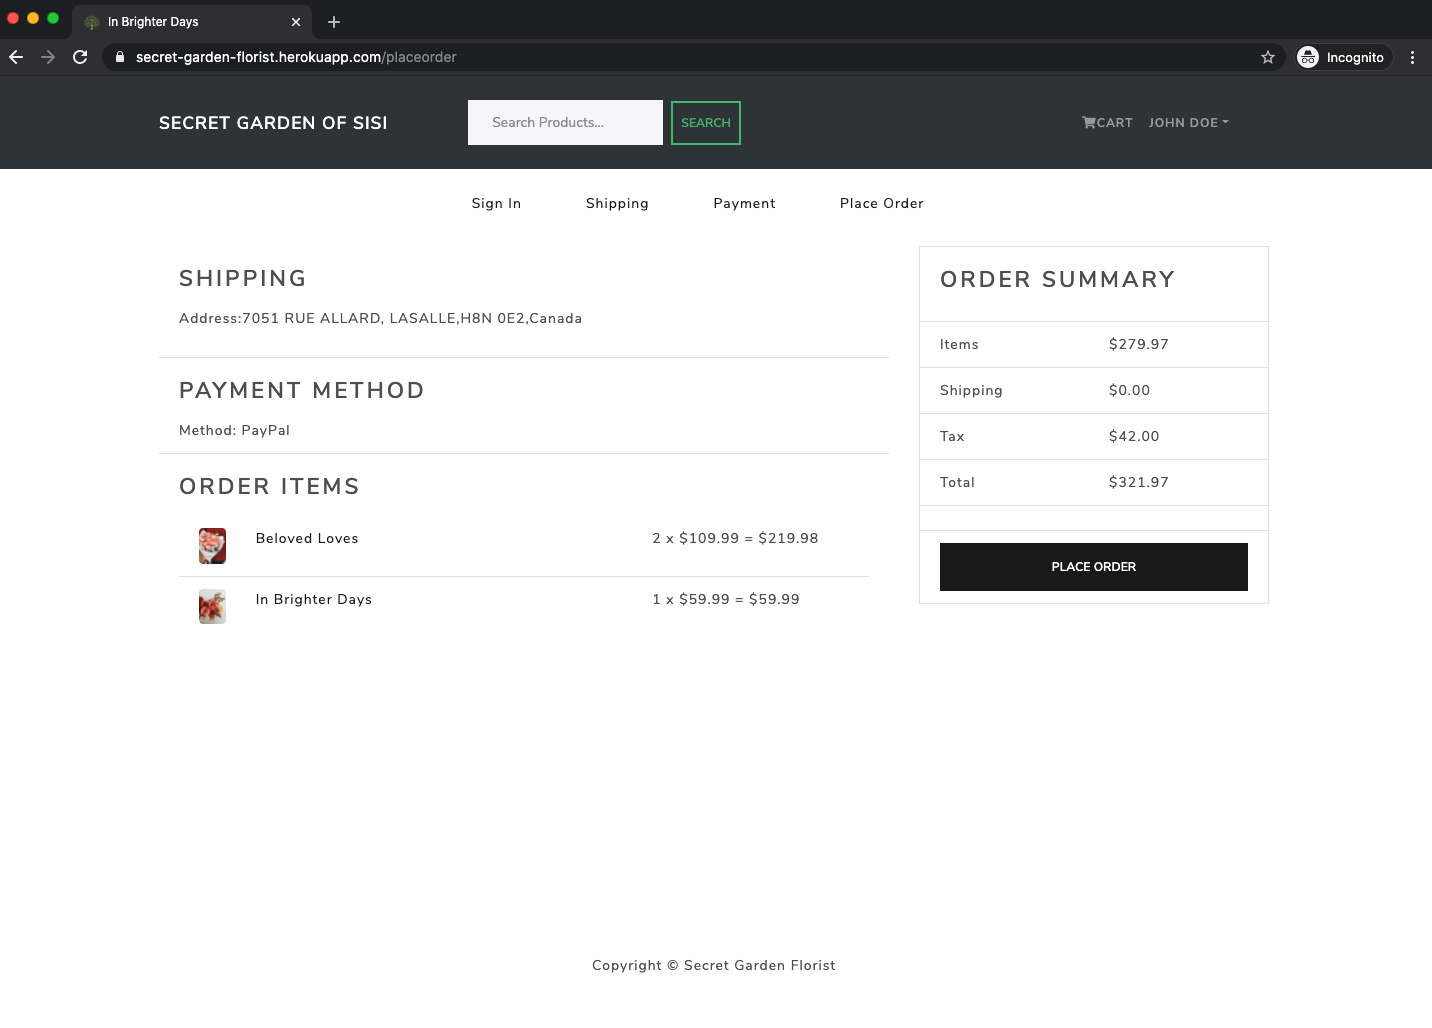 In Brighter Days
secret-garden-florist.herokuapp.com/placeorder
Incognito
SECRET GARDEN OF SISI
Search Products...
SEARCH
CART
JOHN DOE
Sign In
Shipping
Payment
Place Order
SHIPPING
Address:7051 RUE ALLARD, LASALLE,H8N 0E2,Canada
PAYMENT METHOD
Method: PayPal
ORDER ITEMS
Beloved Loves
2 x $109.99 = $219.98
In Brighter Days
1 x $59.99 = $59.99
ORDER SUMMARY
Items
$279.97
Shipping
$0.00
Tax
$42.00
Total
$321.97
PLACE ORDER
Copyright © Secret Garden Florist